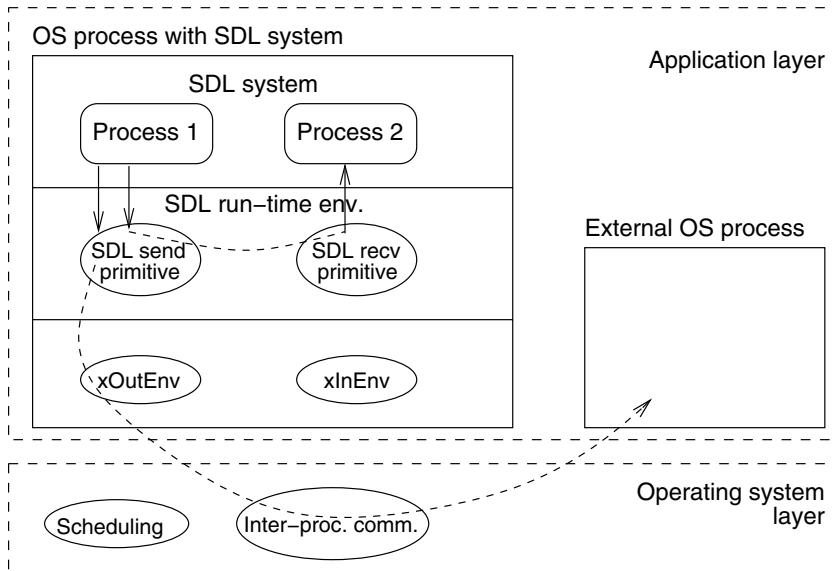 OS process with SDL system
Application layer
SDL system
Process 1
Process 2
SDL run−time env.
SDL send
primitive
SDL recv
primitive
External OS process
xOutEnv
xInEnv
Operating system
layer
Scheduling
Inter−proc. comm.